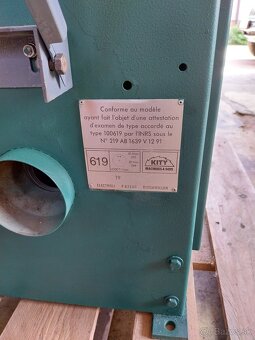 Conforme au modèle
ayant fait l'objet d'une attestation
d'examen de type accordé au
type 100619 par l'INRS sous le
N° 219 AB 1639 V 12 91
619
KITY